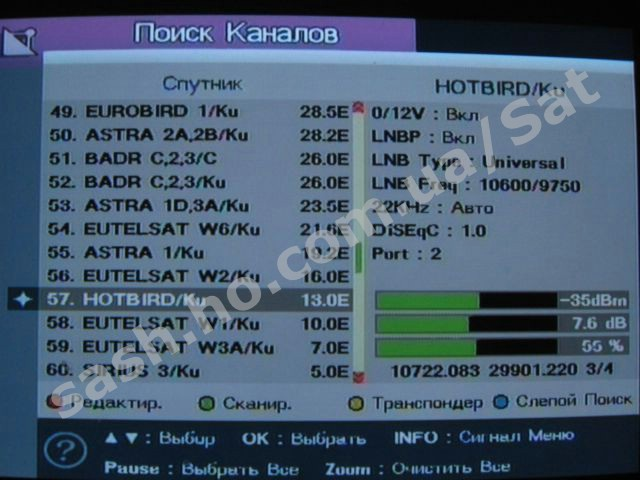 Поиск Каналов
Спутник
HOTBIRD/Ku
49. EUROBIRD 1/Ku 28.5E 0/12V : Вкл
50. ASTRA 2A,2B/Ku 28.2E LNBP : Вкл
51. BADR C,2,3/C 26.0E LNB Type : Universal
52. BADR C,2,3/Ku 26.0E LNB Freq : 10600/9750
53. ASTRA 1D,3A/Ku 23.5E 22KHz : Авто
54. EUTELSAT W6/Ku 21.6E DiSEqC : 1.0
55. ASTRA 1/Ku 19.2E Port : 2
56. EUTELSAT W2/Ku 16.0E
57. HOTBIRD/Ku 13.0E -35dBm
58. EUTELSAT W1/Ku 10.0E 7.6 dB
59. EUTELSAT W3A/Ku 7.0E 55 %
60. SIRIUS 3/Ku 5.0E 10722.083 29901.220 3/4
Редактир. Сканир. Транспондер Слепой Поиск
▲▼: Выбир OK : Выбрать INFO : Сигнал Меню
Pause : Выбрать Все Zoom : Очистить Все
sash.ho.com.ua/Sat